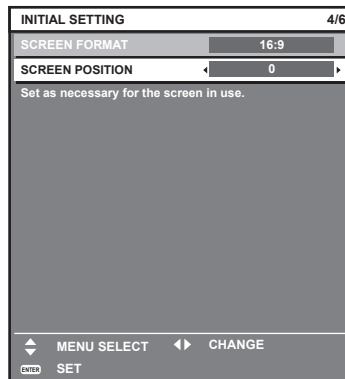 INITIAL SETTING 4/6
SCREEN FORMAT 16:9
SCREEN POSITION 0
Set as necessary for the screen in use.
MENU SELECT CHANGE
ENTER SET